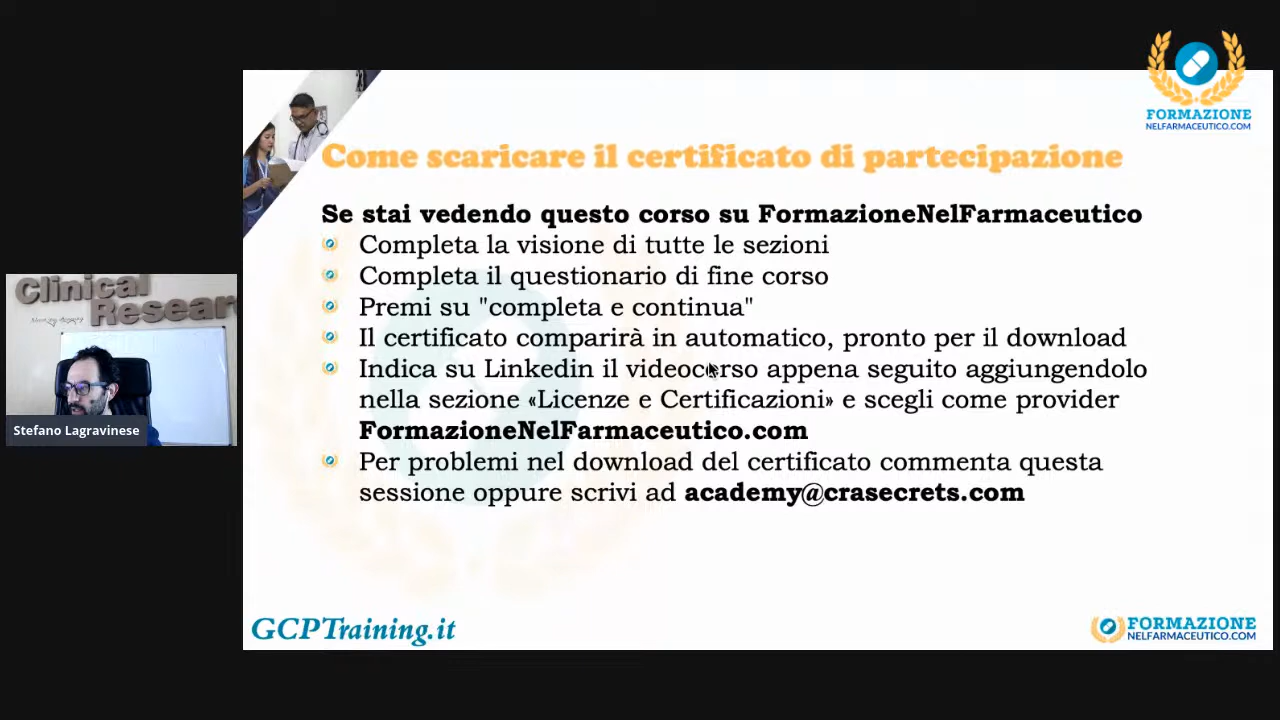 FORMAZIONE
NELFARMACEUTICO.COM
Come scaricare il certificato di partecipazione
Se stai vedendo questo corso su FormazioneNelFarmaceutico
Completa la visione di tutte le sezioni
Completa il questionario di fine corso
Premi su "completa e continua"
Il certificato comparirà in automatico, pronto per il download
Indica su Linkedin il videocorso appena seguito aggiungendolo
nella sezione «Licenze e Certificazioni» e scegli come provider
FormazioneNelFarmaceutico.com
Per problemi nel download del certificato commenta questa
sessione oppure scrivi ad academy@crasecrets.com
Clinical
Resear
Stefano Lagravinese
GCPTraining.it
FORMAZIONE
NELFARMACEUTICO.COM